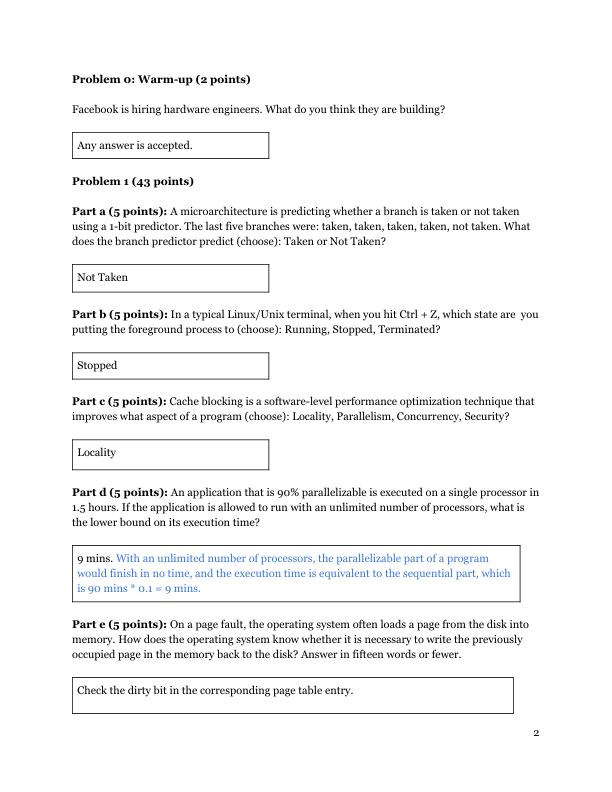 Problem 0: Warm-up (2 points)
Facebook is hiring hardware engineers. What do you think they are building?
Any answer is accepted.
Problem 1 (43 points)
Part a (5 points): A microarchitecture is predicting whether a branch is taken or not taken
using a 1-bit predictor. The last five branches were: taken, taken, taken, taken, not taken. What
does the branch predictor predict (choose): Taken or Not Taken?
Not Taken
Part b (5 points): In a typical Linux/Unix terminal, when you hit Ctrl + Z, which state are you
putting the foreground process to (choose): Running, Stopped, Terminated?
Stopped
Part c (5 points): Cache blocking is a software-level performance optimization technique that
improves what aspect of a program (choose): Locality, Parallelism, Concurrency, Security?
Locality
Part d (5 points): An application that is 90% parallelizable is executed on a single processor in
1.5 hours. If the application is allowed to run with an unlimited number of processors, what is
the lower bound on its execution time?
9 mins. With an unlimited number of processors, the parallelizable part of a program
would finish in no time, and the execution time is equivalent to the sequential part, which
is 90 mins * 0.1 = 9 mins.
Part e (5 points): On a page fault, the operating system often loads a page from the disk into
memory. How does the operating system know whether it is necessary to write the previously
occupied page in the memory back to the disk? Answer in fifteen words or fewer.
Check the dirty bit in the corresponding page table entry.
2